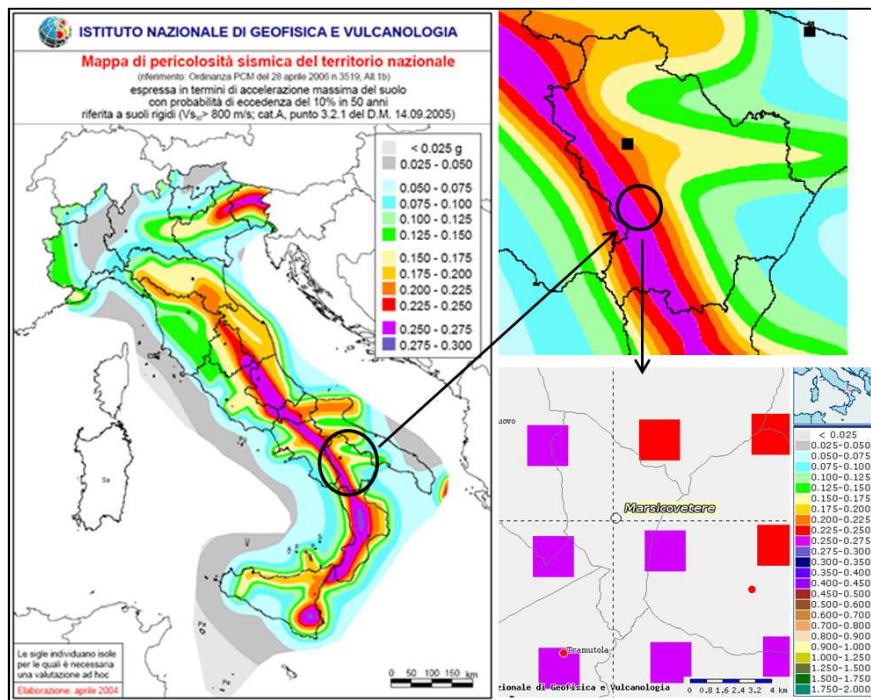 ISTITUTO NAZIONALE DI GEOFISICA E VULCANOLOGIA
Mappa di pericolosità sismica del territorio nazionale
(riferimento: Ordinanza PCM del 28 aprile 2006 n.3519, All.1b)
espressa in termini di accelerazione massima del suolo
con probabilità di eccedenza del 10% in 50 anni
riferita a suoli rigidi (Vs₃₀> 800 m/s; cat.A, punto 3.2.1 del D.M. 14.09.2005)
< 0.025 g
0.025 - 0.050
0.050 - 0.075
0.075 - 0.100
0.100 - 0.125
0.125 - 0.150
0.150 - 0.175
0.175 - 0.200
0.200 - 0.225
0.225 - 0.250
0.250 - 0.275
0.275 - 0.300
Le sigle individuano isole
per le quali è necessaria
una valutazione ad hoc
Elaborazione: aprile 2004
0 50 100 150 km
uovo
Marsicovetere
Tramutola
zionale di Geofisica e Vulcanologia
0 0.8 1.6 2.4 3.2 4 km
< 0.025
0.025-0.050
0.050-0.075
0.075-0.100
0.100-0.125
0.125-0.150
0.150-0.175
0.175-0.200
0.200-0.225
0.225-0.250
0.250-0.275
0.275-0.300
0.300-0.350
0.350-0.400
0.400-0.450
0.450-0.500
0.500-0.600
0.600-0.700
0.700-0.800
0.800-0.900
0.900-1.000
1.000-1.250
1.250-1.500
1.500-1.750
1.750-2.000